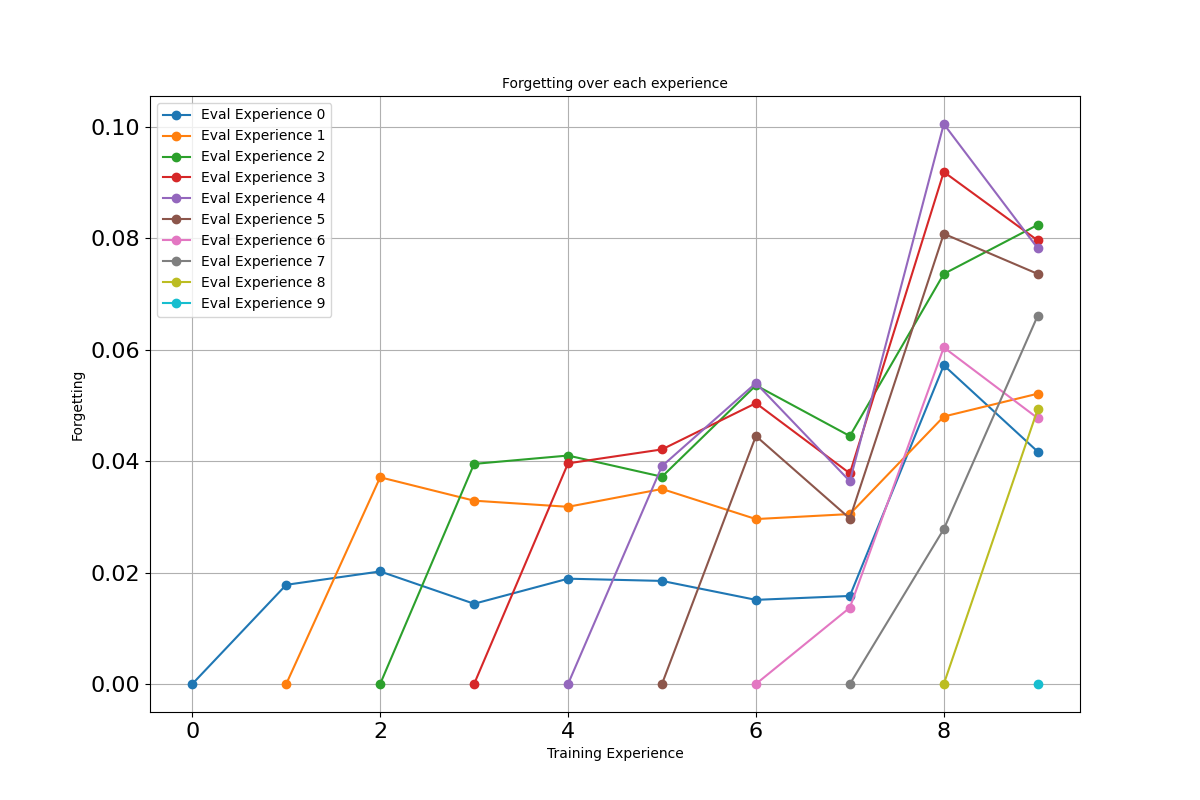 Forgetting over each experience
Eval Experience 0
Eval Experience 1
Eval Experience 2
Eval Experience 3
Eval Experience 4
Eval Experience 5
Eval Experience 6
Eval Experience 7
Eval Experience 8
Eval Experience 9
0.10
0.08
0.06
0.04
0.02
0.00
Forgetting
0 2 4 6 8
Training Experience